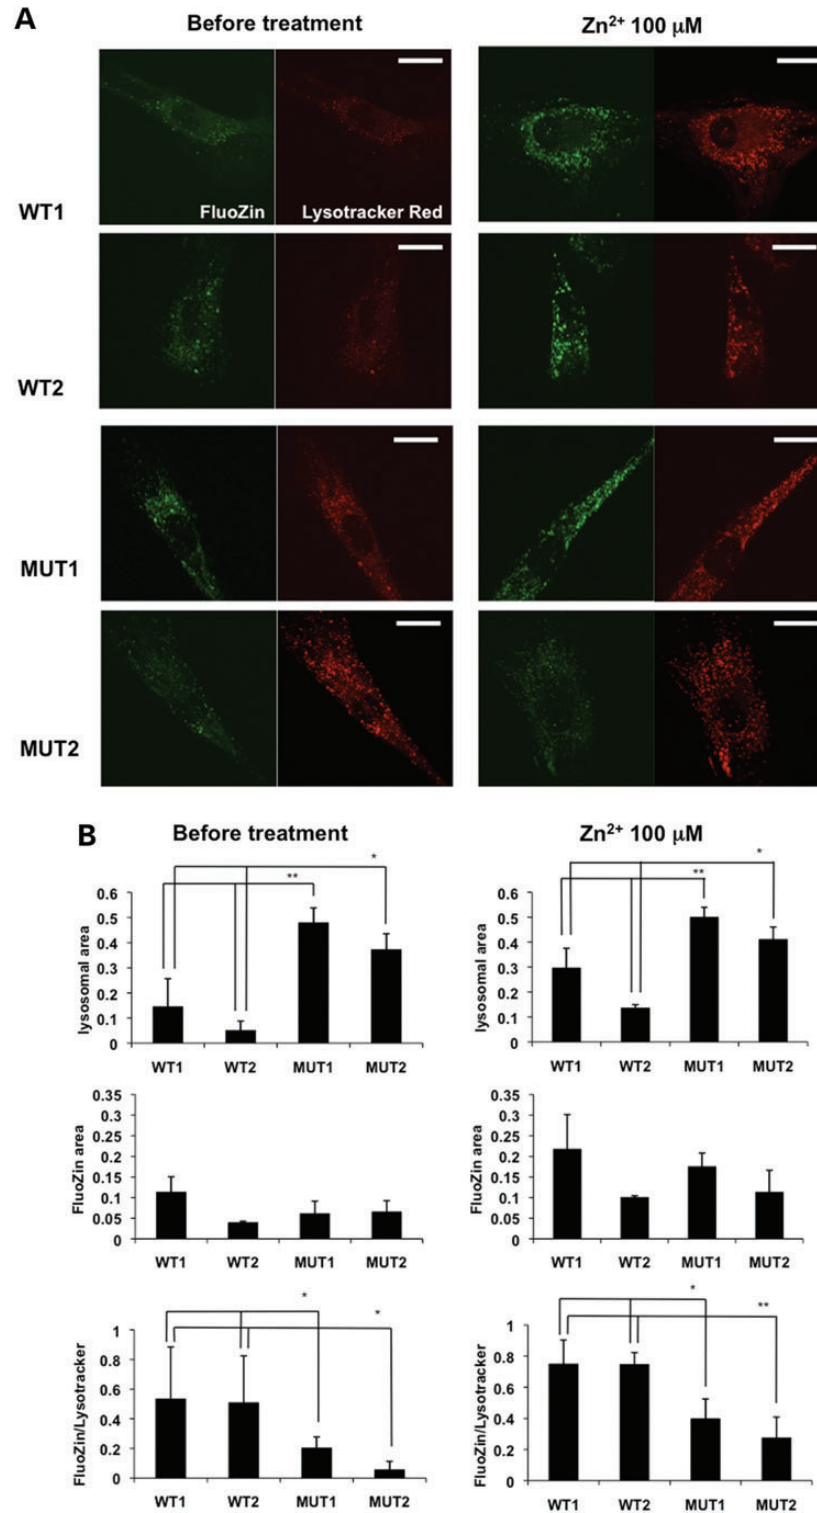 A
Before treatment
Zn²⁺ 100 μM
FluoZin
Lysotracker Red
WT1
WT2
MUT1
MUT2
B
Before treatment
Zn²⁺ 100 μM
lysosomal area
0.6
0.5
0.4
0.3
0.2
0.1
0
**
*
WT1 WT2 MUT1 MUT2
lysosomal area
0.6
0.5
0.4
0.3
0.2
0.1
0
**
*
WT1 WT2 MUT1 MUT2
FluoZin area
0.35
0.3
0.25
0.2
0.15
0.1
0.05
0
WT1 WT2 MUT1 MUT2
FluoZin area
0.35
0.3
0.25
0.2
0.15
0.1
0.05
0
WT1 WT2 MUT1 MUT2
FluoZin/Lysotracker
1
0.8
0.6
0.4
0.2
0
*
*
WT1 WT2 MUT1 MUT2
FluoZin/Lysotracker
1
0.8
0.6
0.4
0.2
0
*
**
WT1 WT2 MUT1 MUT2